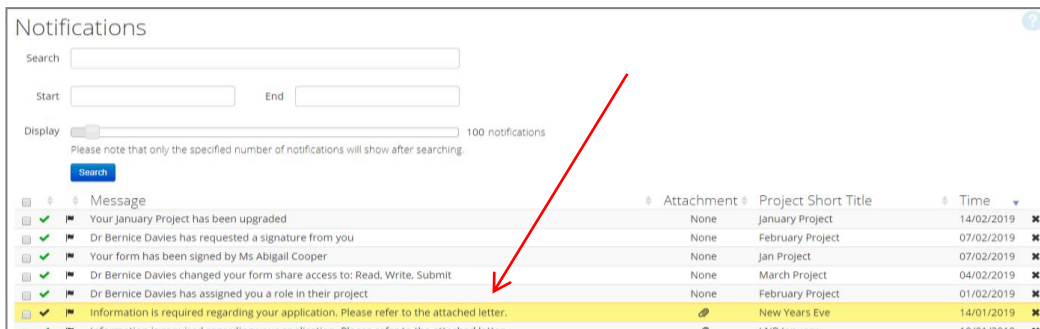 Notifications
Search
Start End
Display 100 notifications
Please note that only the specified number of notifications will show after searching.
Search
Message Attachment Project Short Title Time
Your January Project has been upgraded None January Project 14/02/2019
Dr Bernice Davies has requested a signature from you None February Project 07/02/2019
Your form has been signed by Ms Abigail Cooper None Jan Project 07/02/2019
Dr Bernice Davies changed your form share access to: Read, Write, Submit None March Project 04/02/2019
Dr Bernice Davies has assigned you a role in their project None February Project 01/02/2019
Information is required regarding your application. Please refer to the attached letter. New Years Eve 14/01/2019